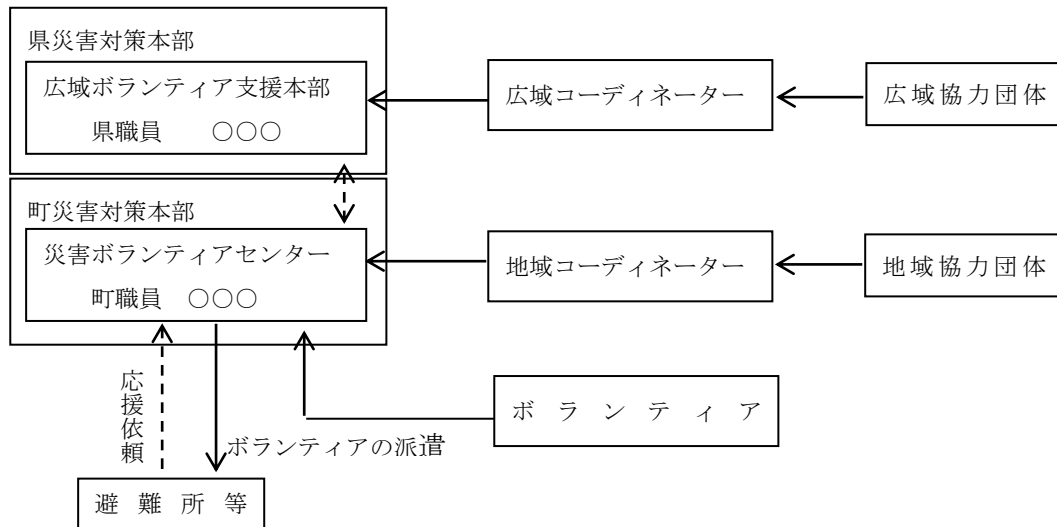 県災害対策本部
広域ボランティア支援本部
県職員　○○○
広域コーディネーター
広域協力団体
町災害対策本部
災害ボランティアセンター
町職員　○○○
地域コーディネーター
地域協力団体
応援依頼
ボランティアの派遣
ボランティア
避難所等